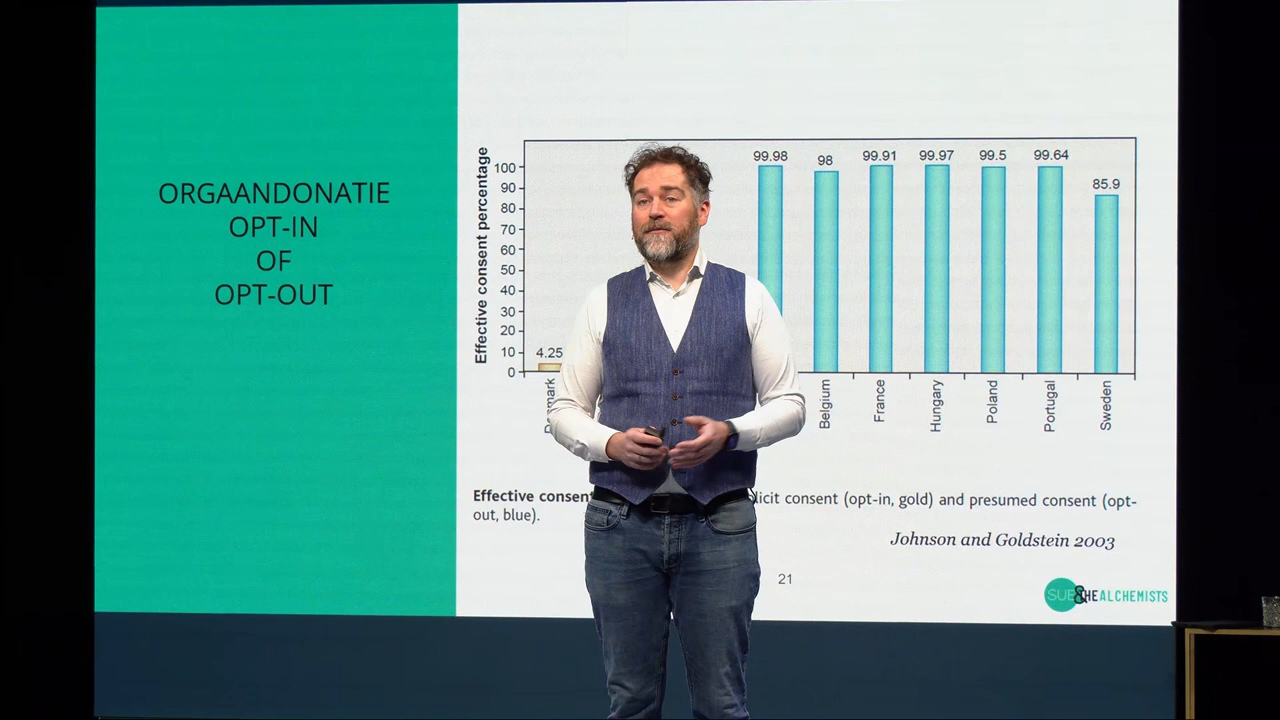 ORGAANDONATIE
OPT-IN
OF
OPT-OUT
Effective consent percentage
100
90
80
70
60
50
40
30
20
10
0
4.25
99.98
98
99.91
99.97
99.5
99.64
85.9
Belgium
France
Hungary
Poland
Portugal
Sweden
Effective consent (opt-in, gold) and presumed consent (opt-
out, blue).
Johnson and Goldstein 2003
21
SUE & THE ALCHEMISTS